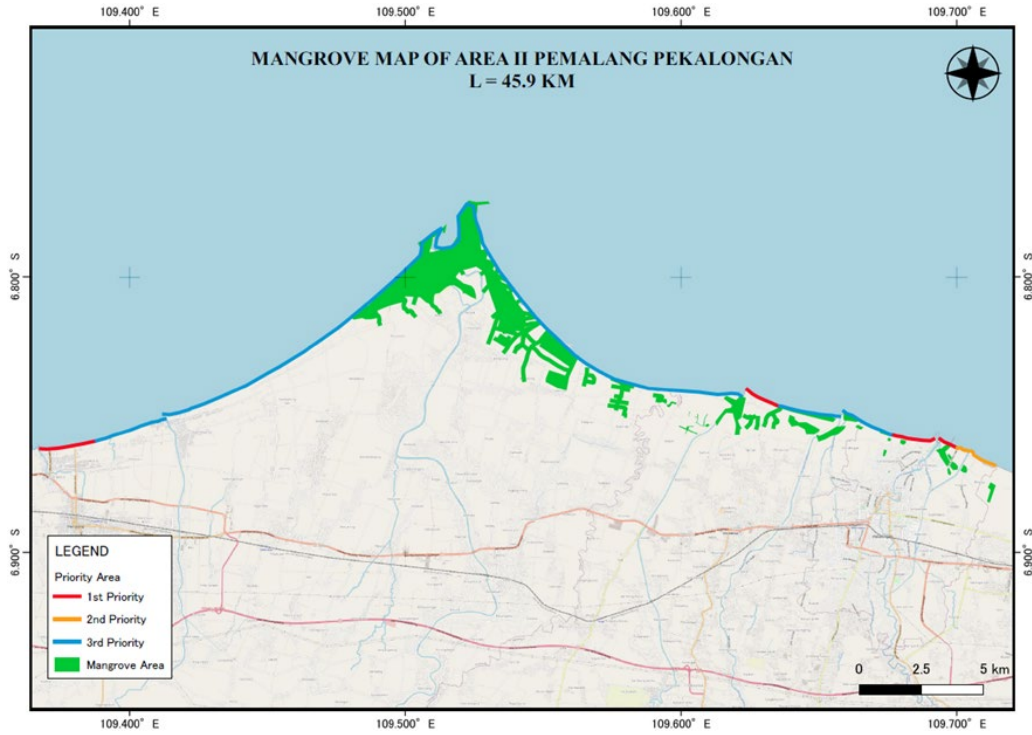 109.400° E
109.500° E
109.600° E
109.700° E
MANGROVE MAP OF AREA II PEMALANG PEKALONGAN
L = 45.9 KM
6.800° S
6.800° S
6.900° S
6.900° S
LEGEND
Priority Area
1st Priority
2nd Priority
3rd Priority
Mangrove Area
0 2.5 5 km
109.400° E
109.500° E
109.600° E
109.700° E